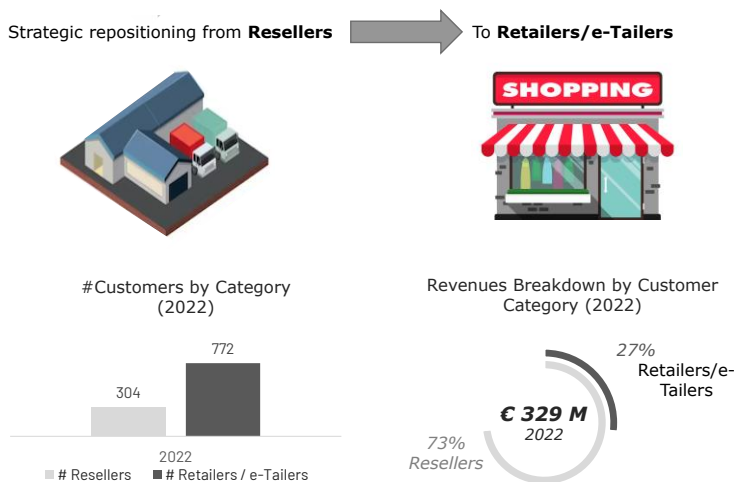 Strategic repositioning from Resellers
To Retailers/e-Tailers
SHOPPING
#Customers by Category
(2022)
772
304
2022
# Resellers
# Retailers / e-Tailers
Revenues Breakdown by Customer
Category (2022)
27%
Retailers/e-
Tailers
€ 329 M
2022
73%
Resellers